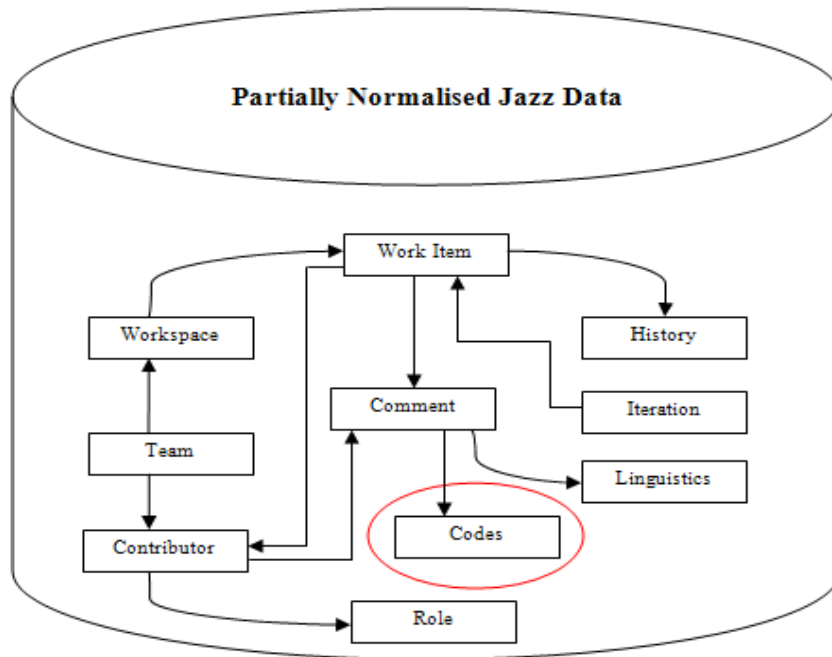 Partially Normalised Jazz Data
Work Item
Workspace
History
Comment
Iteration
Team
Linguistics
Contributor
Codes
Role